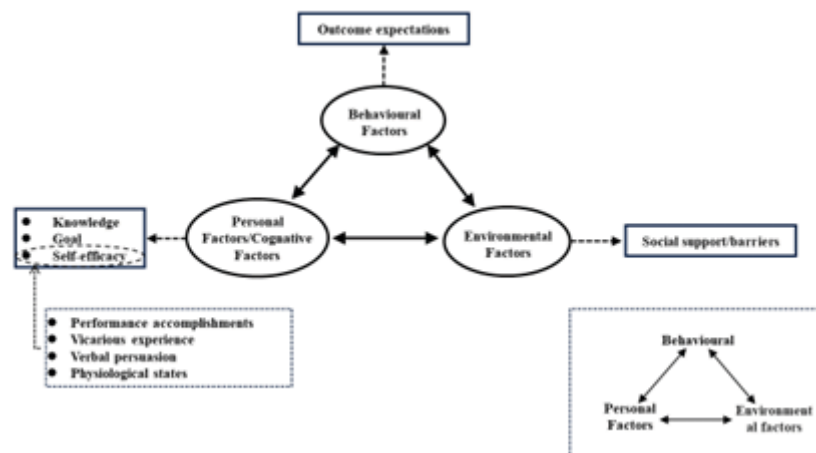 Outcome expectations
Behavioural
Factors
Knowledge
Goal
Self-efficacy
Personal
Factors/Cognative
Factors
Environmental
Factors
Social support/barriers
Performance accomplishments
Vicarious experience
Verbal persuasion
Physiological states
Behavioural
Personal
Factors
Environment
al factors